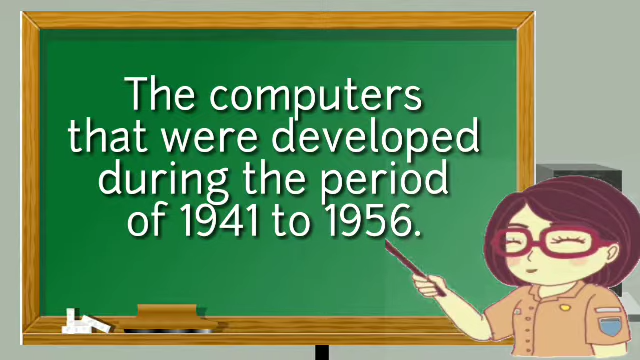 The computers
that were developed
during the period
of 1941 to 1956.